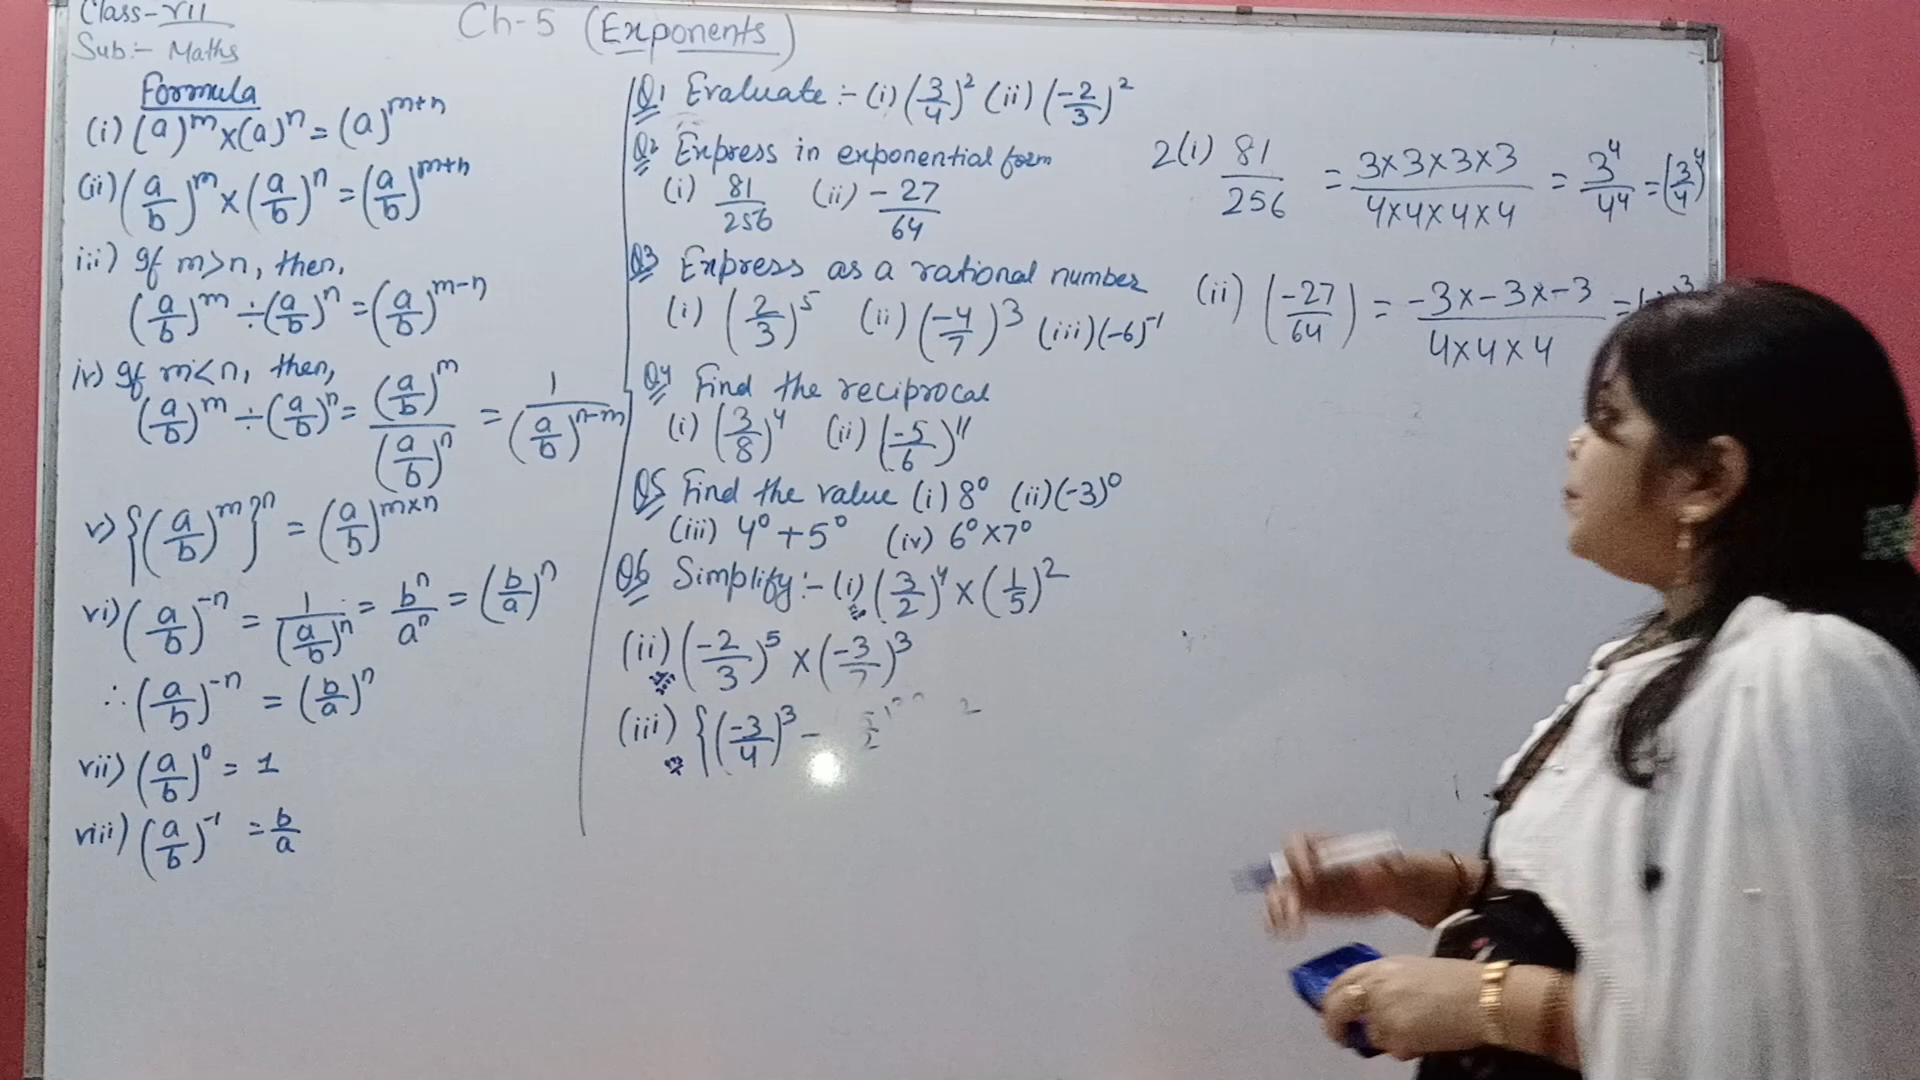 Class-VII
Sub:- Maths
Ch-5 (Exponents)
Formula
(i) (a)^m × (a)^n = (a)^{m+n}
(ii) (a/b)^m × (a/b)^n = (a/b)^{m+n}
iii) If m>n, then,
(a/b)^m ÷ (a/b)^n = (a/b)^{m-n}
iv) If m<n, then,
(a/b)^m ÷ (a/b)^n = (a/b)^m / (a/b)^n = 1/(a/b)^{n-m}
v) {(a/b)^m}^n = (a/b)^{m×n}
vi) (a/b)^{-n} = 1/(a/b)^n = b^n/a^n = (b/a)^n
∴ (a/b)^{-n} = (b/a)^n
vii) (a/b)^0 = 1
viii) (a/b)^{-1} = b/a
Q1 Evaluate :- (i) (3/4)^2 (ii) (-2/3)^2
Q2 Express in exponential form
(i) 81/256 (ii) -27/64
Q3 Express as a rational number
(i) (2/3)^5 (ii) (-4/7)^3 (iii) (-6)^{-1}
Q4 Find the reciprocal
(i) (3/8)^4 (ii) (-5/6)^{11}
Q5 Find the value (i) 8^0 (ii) (-3)^0
(iii) 4^0 + 5^0 (iv) 6^0 × 7^0
Q6 Simplify :- (i) (3/2)^4 × (1/5)^2
(ii) (-2/3)^5 × (-3/7)^3
(iii) {(-3/4)^3 -
2(i) 81/256 = 3×3×3×3/4×4×4×4 = 3^4/4^4 = (3/4)^4
(ii) (-27/64) = -3×-3×-3/4×4×4 =